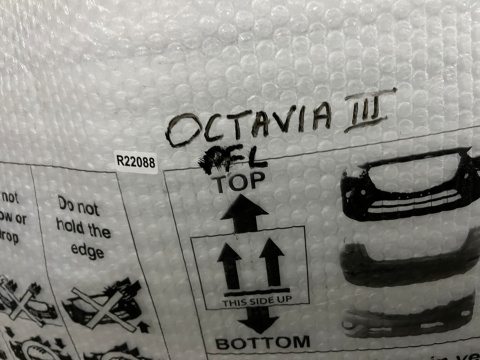 OCTAVIA III
PFL
R22088
TOP
not
ow or
rop
Do not
hold the
edge
THIS SIDE UP
BOTTOM